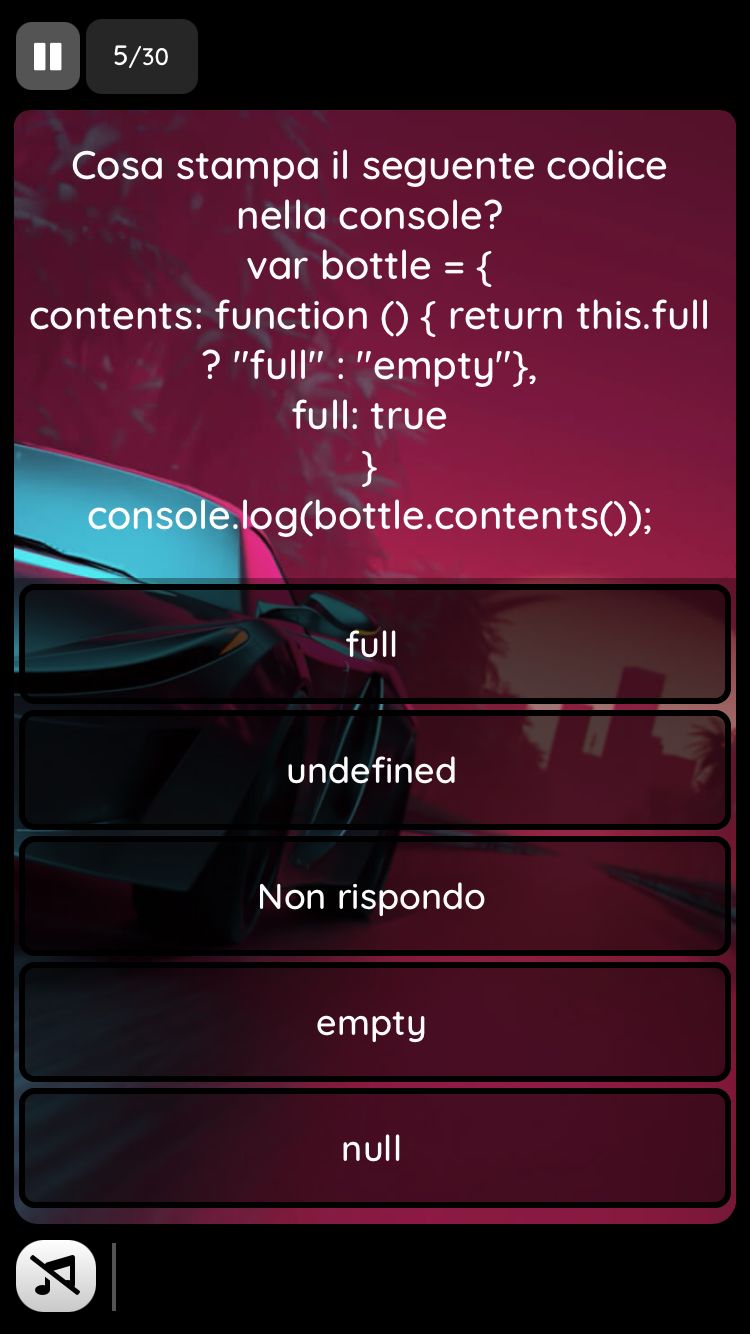 5/30
Cosa stampa il seguente codice
nella console?
var bottle = {
contents: function () { return this.full
? "full" : "empty"},
full: true
}
console.log(bottle.contents());
full
undefined
Non rispondo
empty
null